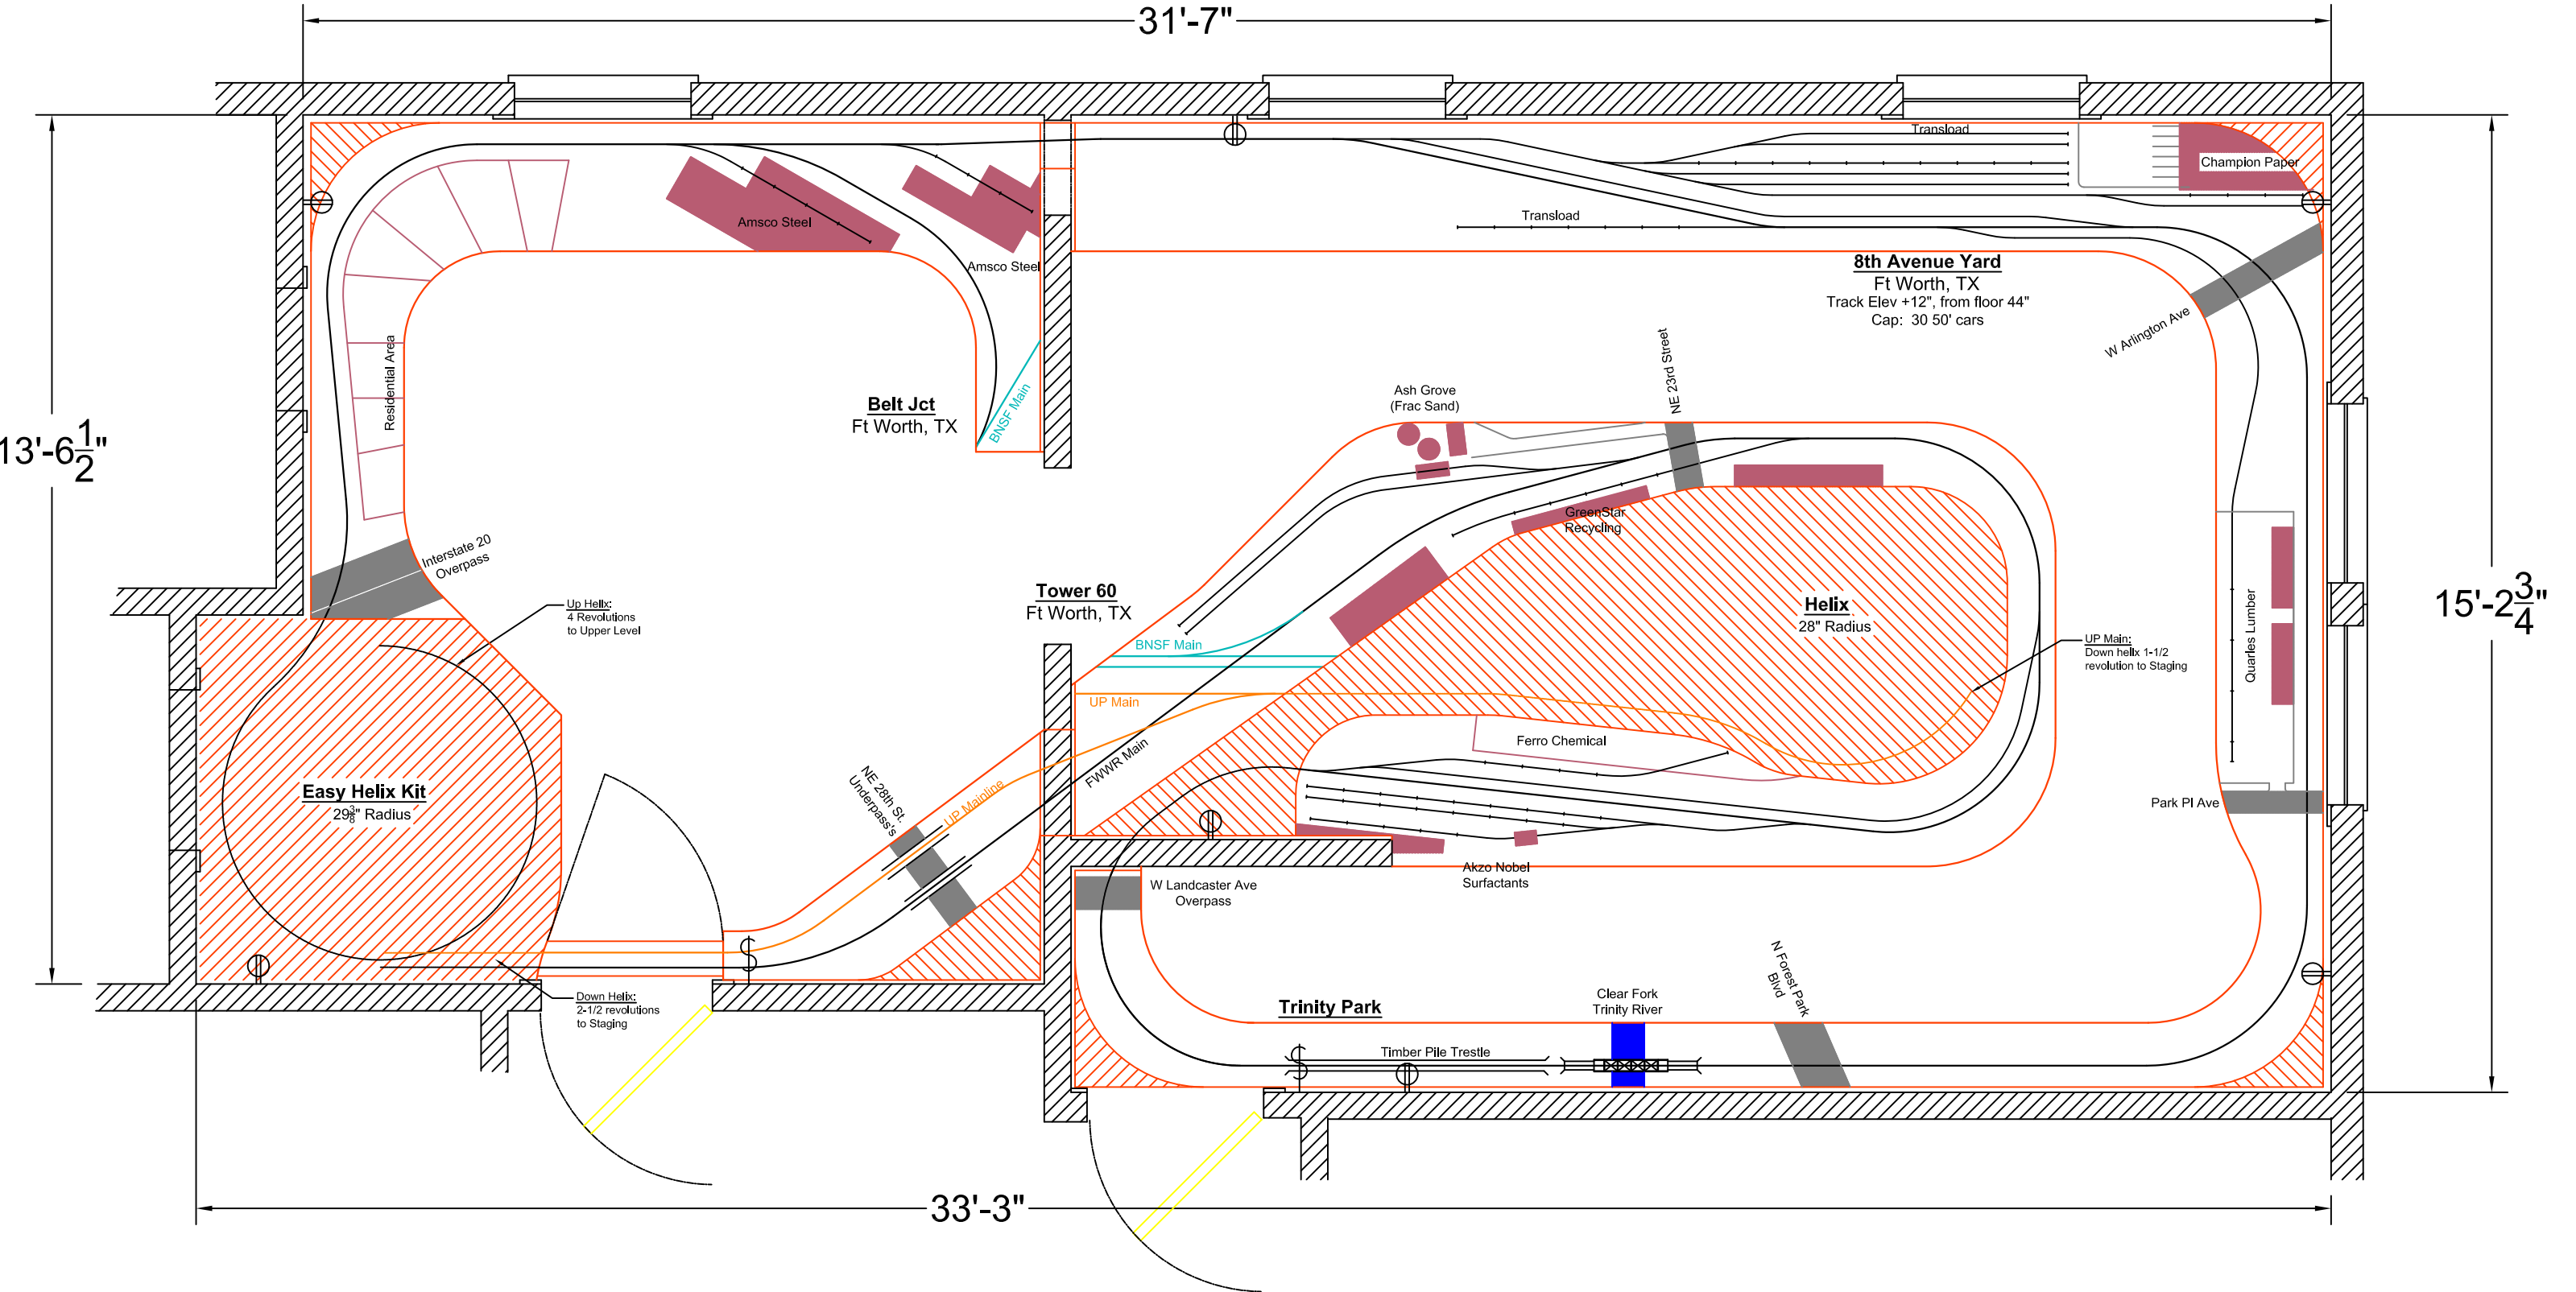 31'-7"
Transload
Champion Paper
Amsco Steel
Transload
Amsco Steel
8th Avenue Yard
Ft Worth, TX
Track Elev +12", from floor 44"
Cap: 30 50' cars
W Arlington Ave
Residential Area
Belt Jct
Ft Worth, TX
BNSF Main
Ash Grove
(Frac Sand)
NE 23rd Street
13'-6 1/2"
GreenStar
Recycling
Interstate 20
Overpass
Up Helix:
4 Revolutions
to Upper Level
Tower 60
Ft Worth, TX
Helix
28" Radius
15'-2 3/4"
BNSF Main
UP Main:
Down helix 1-1/2
revolution to Staging
Quarles Lumber
UP Main
FWWR Main
Ferro Chemical
Easy Helix Kit
29 3/8" Radius
NE 28th St.
Underpass's
UP Mainline
Park Pl Ave
Akzo Nobel
Surfactants
W Landcaster Ave
Overpass
Down Helix:
2-1/2 revolutions
to Staging
Trinity Park
Clear Fork
Trinity River
N Forest Park
Blvd
Timber Pile Trestle
33'-3"